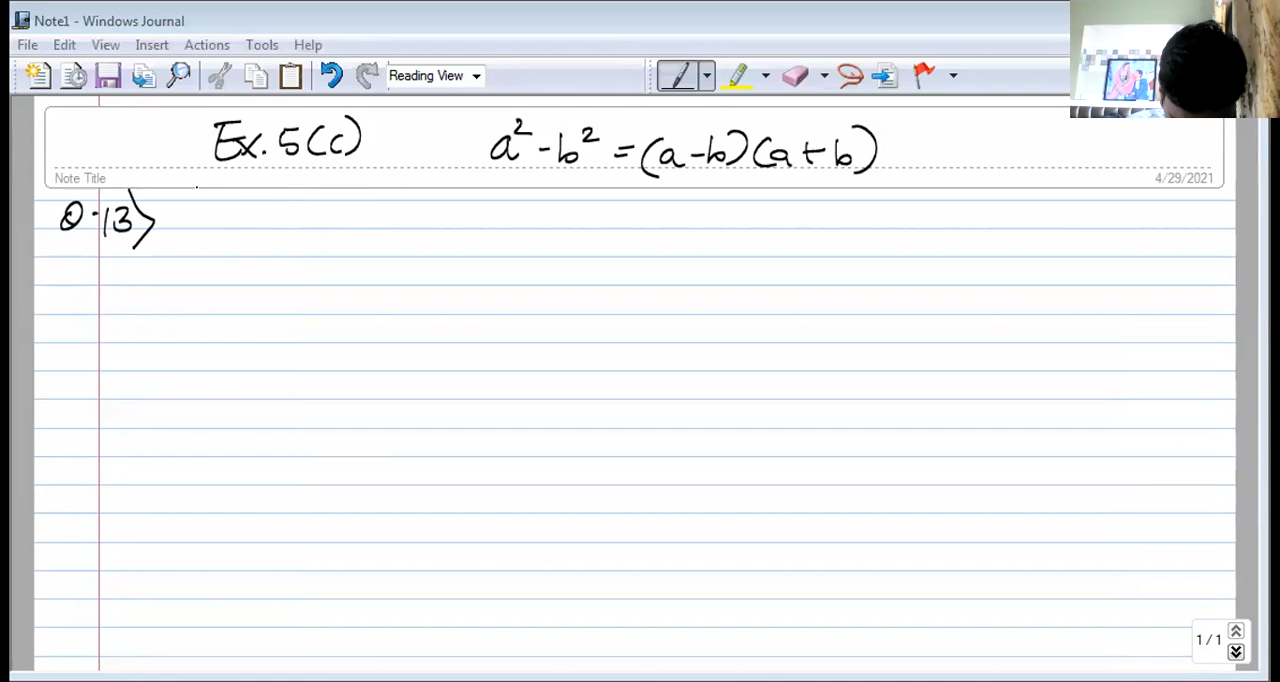 Note1 - Windows Journal
File Edit View Insert Actions Tools Help
Reading View
Ex. 5(c) a² - b² = (a-b)(a+b)
Note Title 4/29/2021
Q.13)
1 / 1